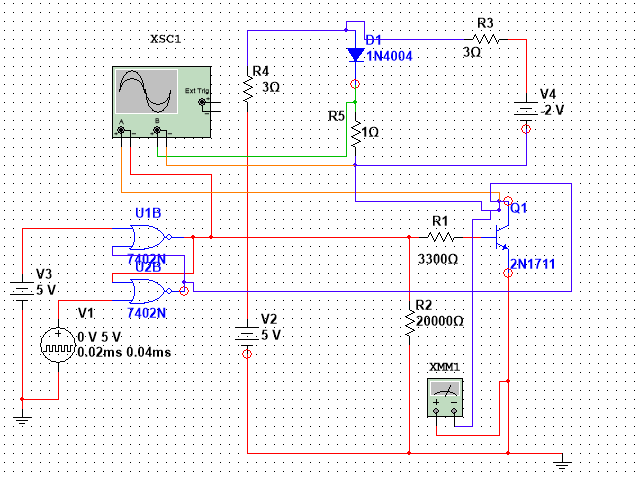 XSC1
Ext Trig
+
A
B
+
+
R4
3Ω
D1
1N4004
R3
3Ω
V4
-2 V
R5
1Ω
U1B
7402N
U2B
7402N
R1
3300Ω
Q1
2N1711
V3
5 V
V1
+
0 V 5 V
0.02ms 0.04ms
V2
5 V
R2
20000Ω
XMM1
+ −